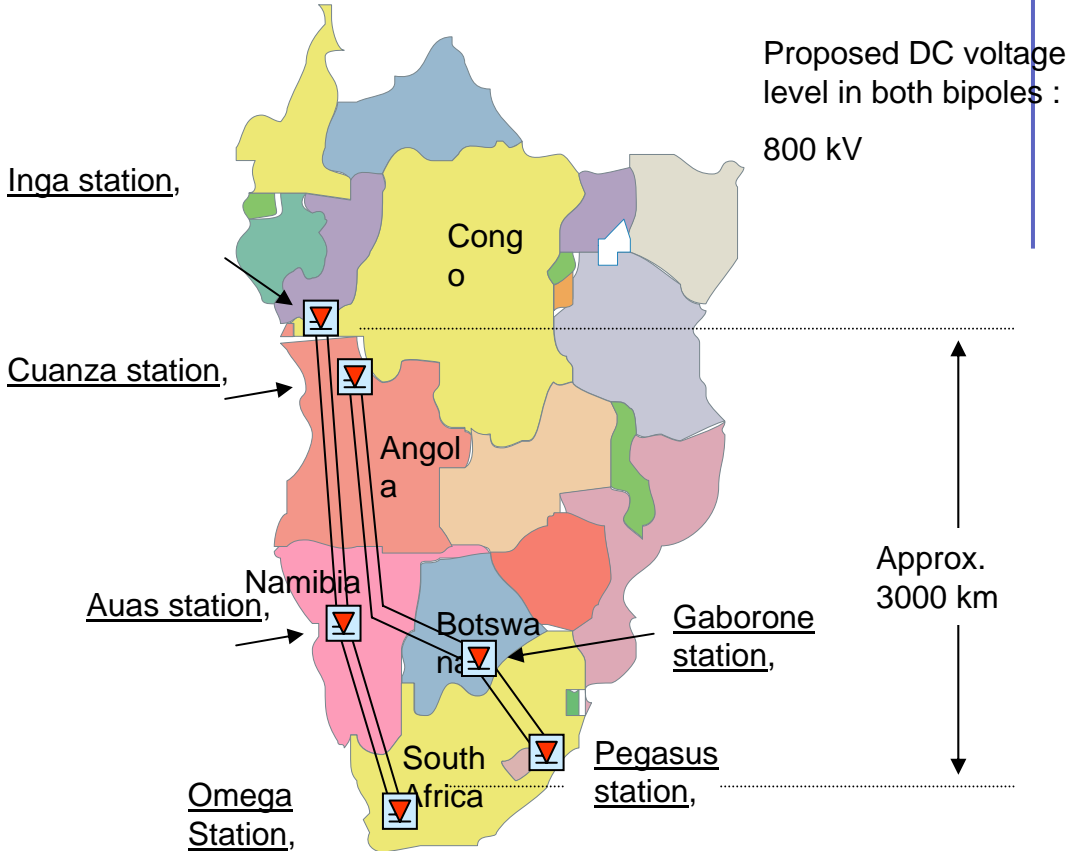 Proposed DC voltage
level in both bipoles :
800 kV
Inga station,
Cong
o
Cuanza station,
Angol
a
Approx.
3000 km
Namibia
Auas station,
Botswa
na
Gaborone
station,
South
Africa
Pegasus
station,
Omega
Station,